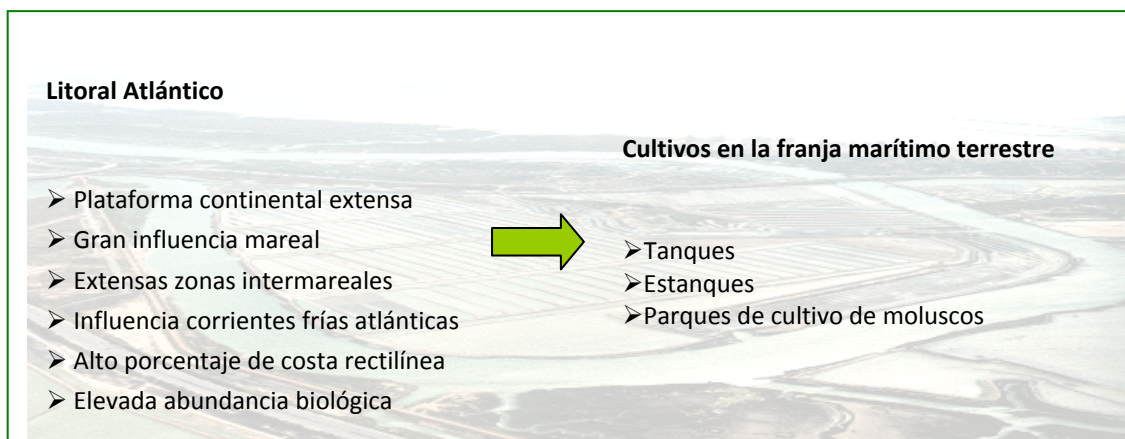 Litoral Atlántico
➢ Plataforma continental extensa
➢ Gran influencia mareal
➢ Extensas zonas intermareales
➢ Influencia corrientes frías atlánticas
➢ Alto porcentaje de costa rectilínea
➢ Elevada abundancia biológica
Cultivos en la franja marítimo terrestre
➢Tanques
➢Estanques
➢Parques de cultivo de moluscos